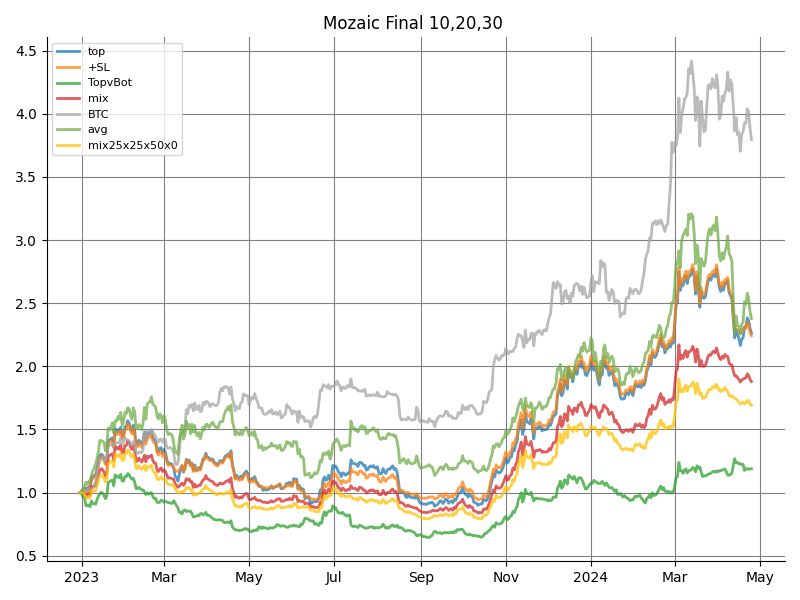 Mozaic Final 10,20,30
4.5
4.0
3.5
3.0
2.5
2.0
1.5
1.0
0.5
top
+SL
TopvBot
mix
BTC
avg
mix25x25x50x0
2023 Mar May Jul Sep Nov 2024 Mar May